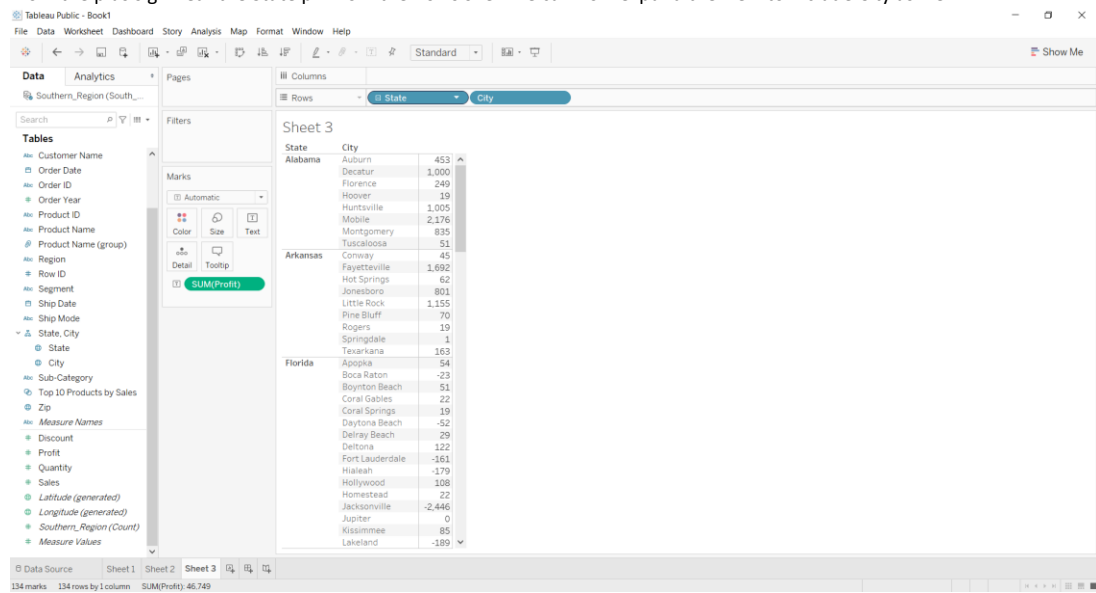 Tableau Public - Book1
File Data Worksheet Dashboard Story Analysis Map Format Window Help
Standard
Show Me
Data Analytics
Pages
Columns
Southern_Region (South_...
Rows
State
City
Search
Filters
Sheet 3
Tables
State City
Customer Name
Alabama Auburn 453
Order Date
Decatur 1,000
Order ID
Marks
Florence 249
Order Year
Automatic
Hoover 19
Product ID
Huntsville 1,005
Product Name
Mobile 2,176
Color Size Text
Montgomery 835
Product Name (group)
Tuscaloosa 51
Region
Arkansas Conway 45
Row ID
Detail Tooltip
Fayetteville 1,692
Segment
SUM(Profit)
Hot Springs 62
Ship Date
Jonesboro 801
Ship Mode
Little Rock 1,155
State, City
Pine Bluff 70
State
Rogers 19
City
Springdale 1
Texarkana 163
Sub-Category
Florida Apopka 54
Top 10 Products by Sales
Boca Raton -23
Zip
Boynton Beach 51
Measure Names
Coral Gables 22
Discount
Coral Springs 19
Profit
Daytona Beach -52
Quantity
Delray Beach 29
Sales
Deltona 122
Latitude (generated)
Fort Lauderdale -161
Longitude (generated)
Hialeah -179
Southern_Region (Count)
Hollywood 108
Measure Values
Homestead 22
Jacksonville -2,446
Jupiter 0
Kissimmee 85
Lakeland -189
Data Source Sheet 1 Sheet 2 Sheet 3
134 marks 134 rows by 1 column SUM(Profit): 46,749